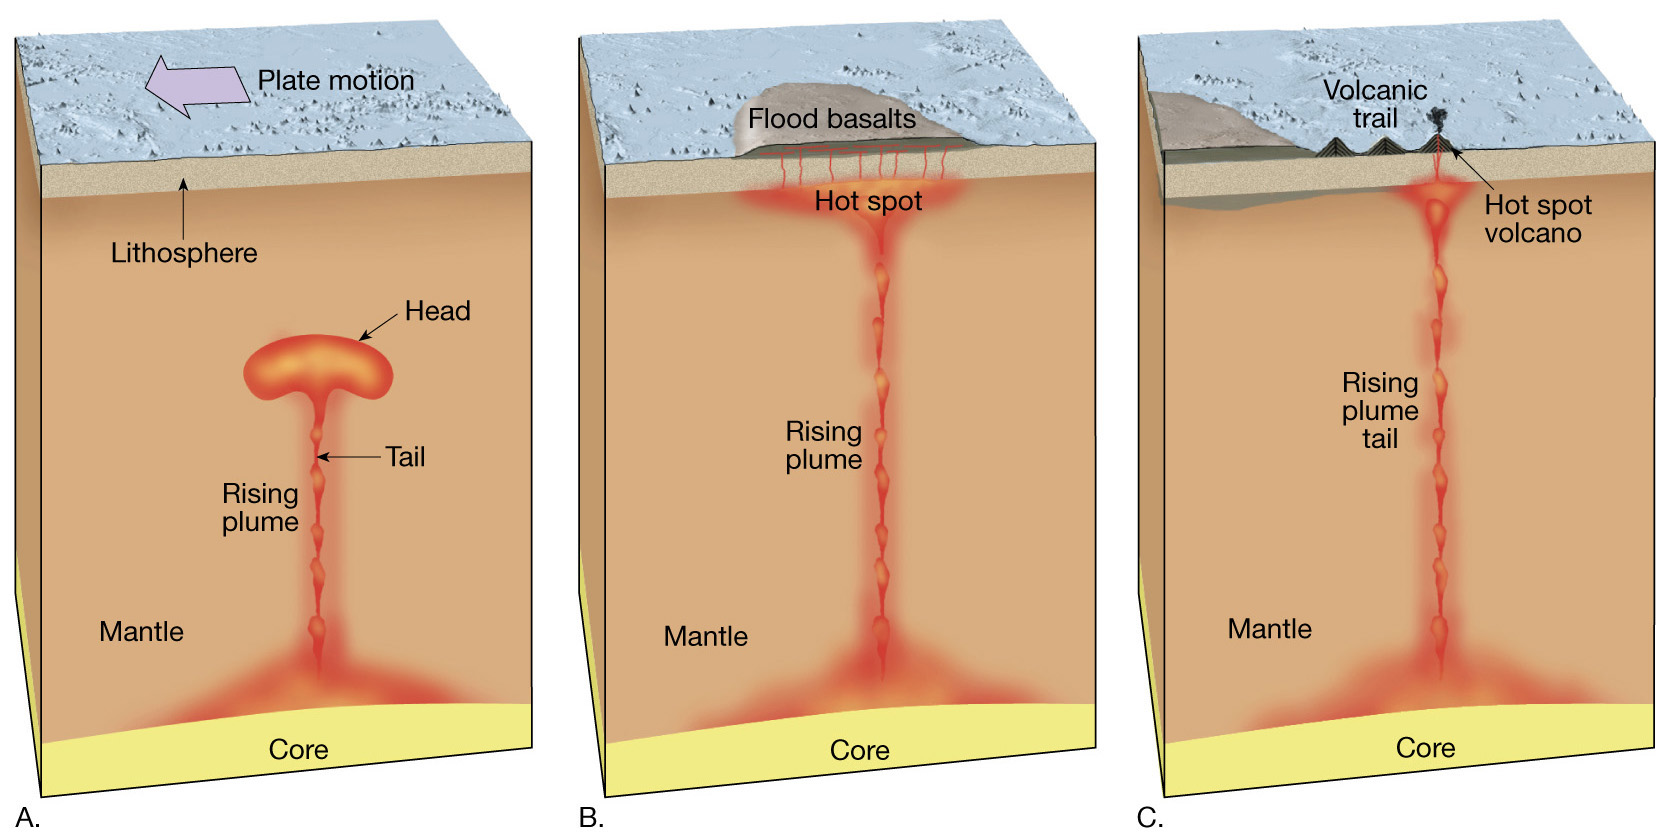 Plate motion
Lithosphere
Head
Tail
Rising
plume
Mantle
Core
A.
Flood basalts
Hot spot
Rising
plume
Mantle
Core
B.
Volcanic
trail
Hot spot
volcano
Rising
plume
tail
Mantle
Core
C.